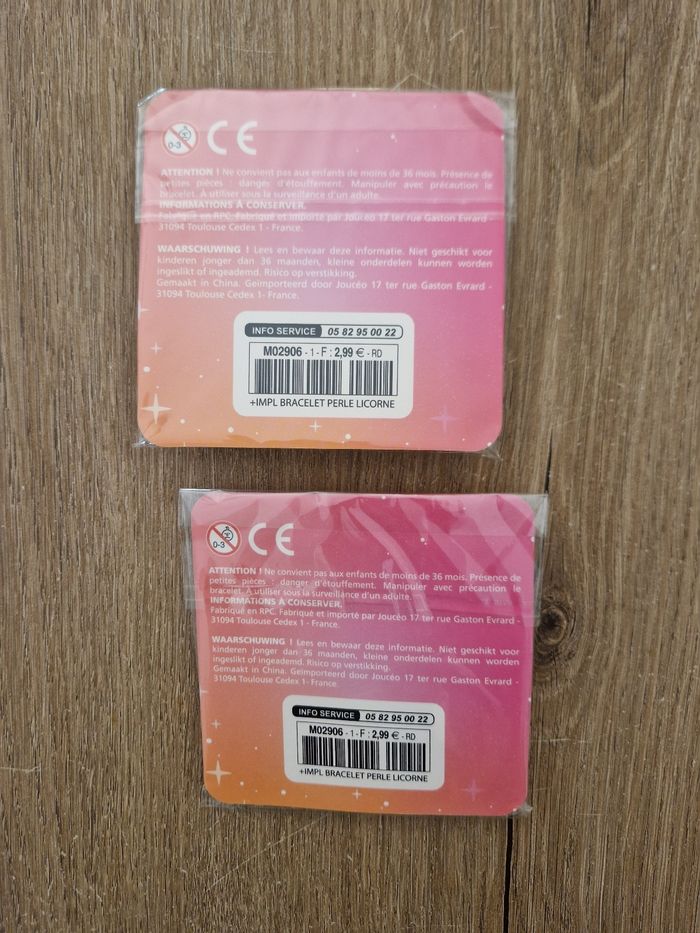 0-3 CE
ATTENTION ! Ne convient pas aux enfants de moins de 36 mois. Présence de
petites pièces : danger d'étouffement. Manipuler avec précaution le
bracelet. À utiliser sous la surveillance d'un adulte.
INFORMATIONS À CONSERVER.
Fabriqué en RPC. Fabriqué et importé par Joucéo 17 ter rue Gaston Evrard -
31094 Toulouse Cedex 1 - France.
WAARSCHUWING ! Lees en bewaar deze informatie. Niet geschikt voor
kinderen jonger dan 36 maanden, kleine onderdelen kunnen worden
ingeslikt of ingeademd. Risico op verstikking.
Gemaakt in China. Geïmporteerd door Joucéo 17 ter rue Gaston Evrard -
31094 Toulouse Cedex 1- France.
INFO SERVICE 05 82 95 00 22
M02906 - 1 - F : 2,99 € - RD
+IMPL BRACELET PERLE LICORNE
0-3 CE
ATTENTION ! Ne convient pas aux enfants de moins de 36 mois. Présence de
petites pièces : danger d'étouffement. Manipuler avec précaution le
bracelet. À utiliser sous la surveillance d'un adulte.
INFORMATIONS À CONSERVER.
Fabriqué en RPC. Fabriqué et importé par Joucéo 17 ter rue Gaston Evrard -
31094 Toulouse Cedex 1 - France.
WAARSCHUWING ! Lees en bewaar deze informatie. Niet geschikt voor
kinderen jonger dan 36 maanden, kleine onderdelen kunnen worden
ingeslikt of ingeademd. Risico op verstikking.
Gemaakt in China. Geïmporteerd door Joucéo 17 ter rue Gaston Evrard -
31094 Toulouse Cedex 1- France.
INFO SERVICE 05 82 95 00 22
M02906 - 1 - F : 2,99 € - RD
+IMPL BRACELET PERLE LICORNE